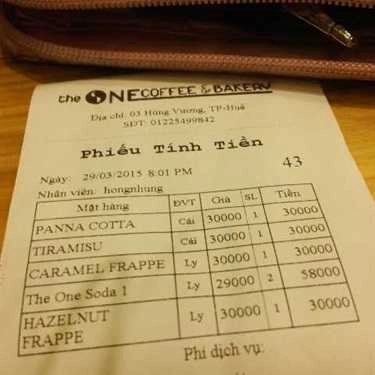 the ONE COFFEE & BAKERY
Địa chỉ: 03 Hùng Vương, TP-Huế
SĐT: 01225499842
Phiếu Tính Tiền
43
Ngày: 29/03/2015 8:01 PM
Nhân viên: hongnhung
Mặt hàng ĐVT Giá SL Tiền
PANNA COTTA Cái 30000 1 30000
TIRAMISU Cái 30000 1 30000
CARAMEL FRAPPE Ly 30000 1 30000
The One Soda 1 Ly 29000 2 58000
HAZELNUT
FRAPPE Ly 30000 1 30000
Phí dịch vụ: